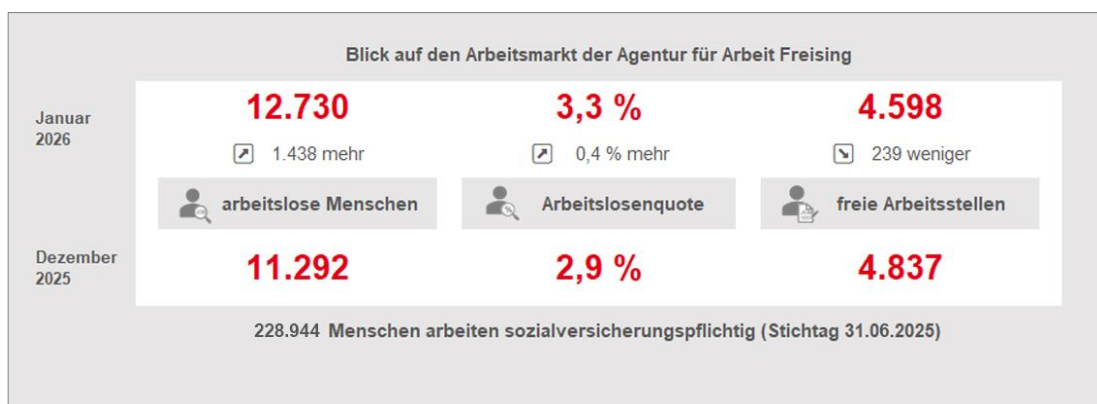 Blick auf den Arbeitsmarkt der Agentur für Arbeit Freising
Januar
2026
12.730
3,3 %
4.598
1.438 mehr
0,4 % mehr
239 weniger
arbeitslose Menschen
Arbeitslosenquote
freie Arbeitsstellen
Dezember
2025
11.292
2,9 %
4.837
228.944 Menschen arbeiten sozialversicherungspflichtig (Stichtag 31.06.2025)